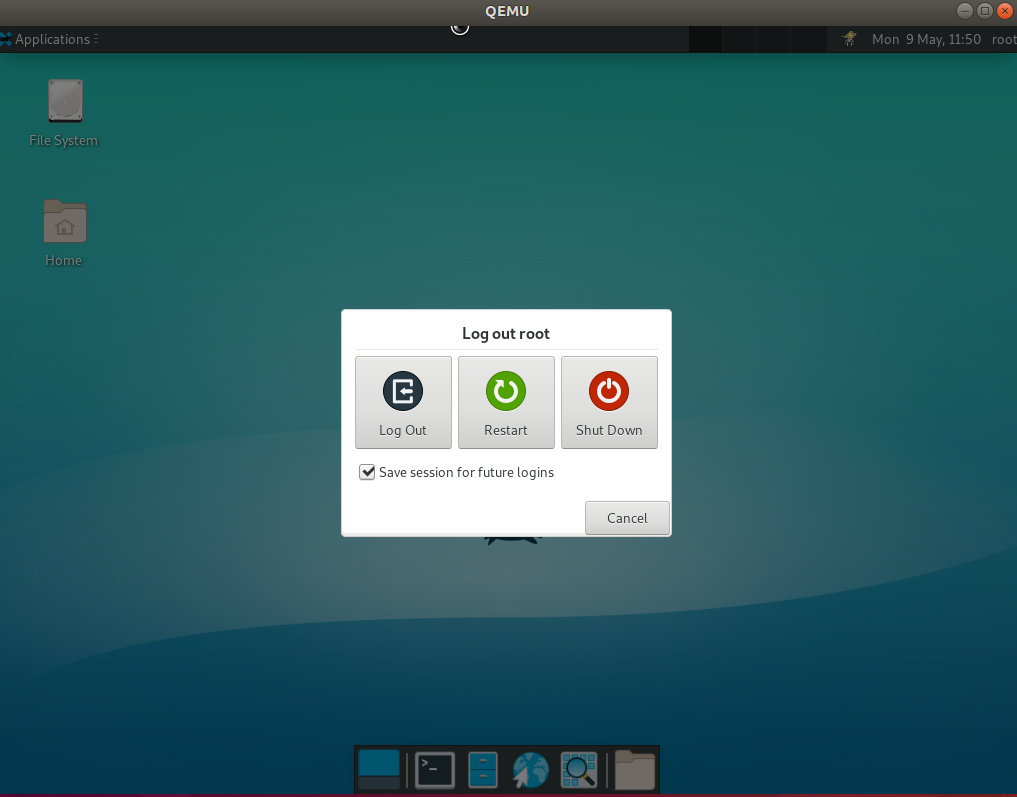 QEMU
Applications
Mon 9 May, 11:50 root
File System
Home
Log out root
Log Out Restart Shut Down
Save session for future logins
Cancel